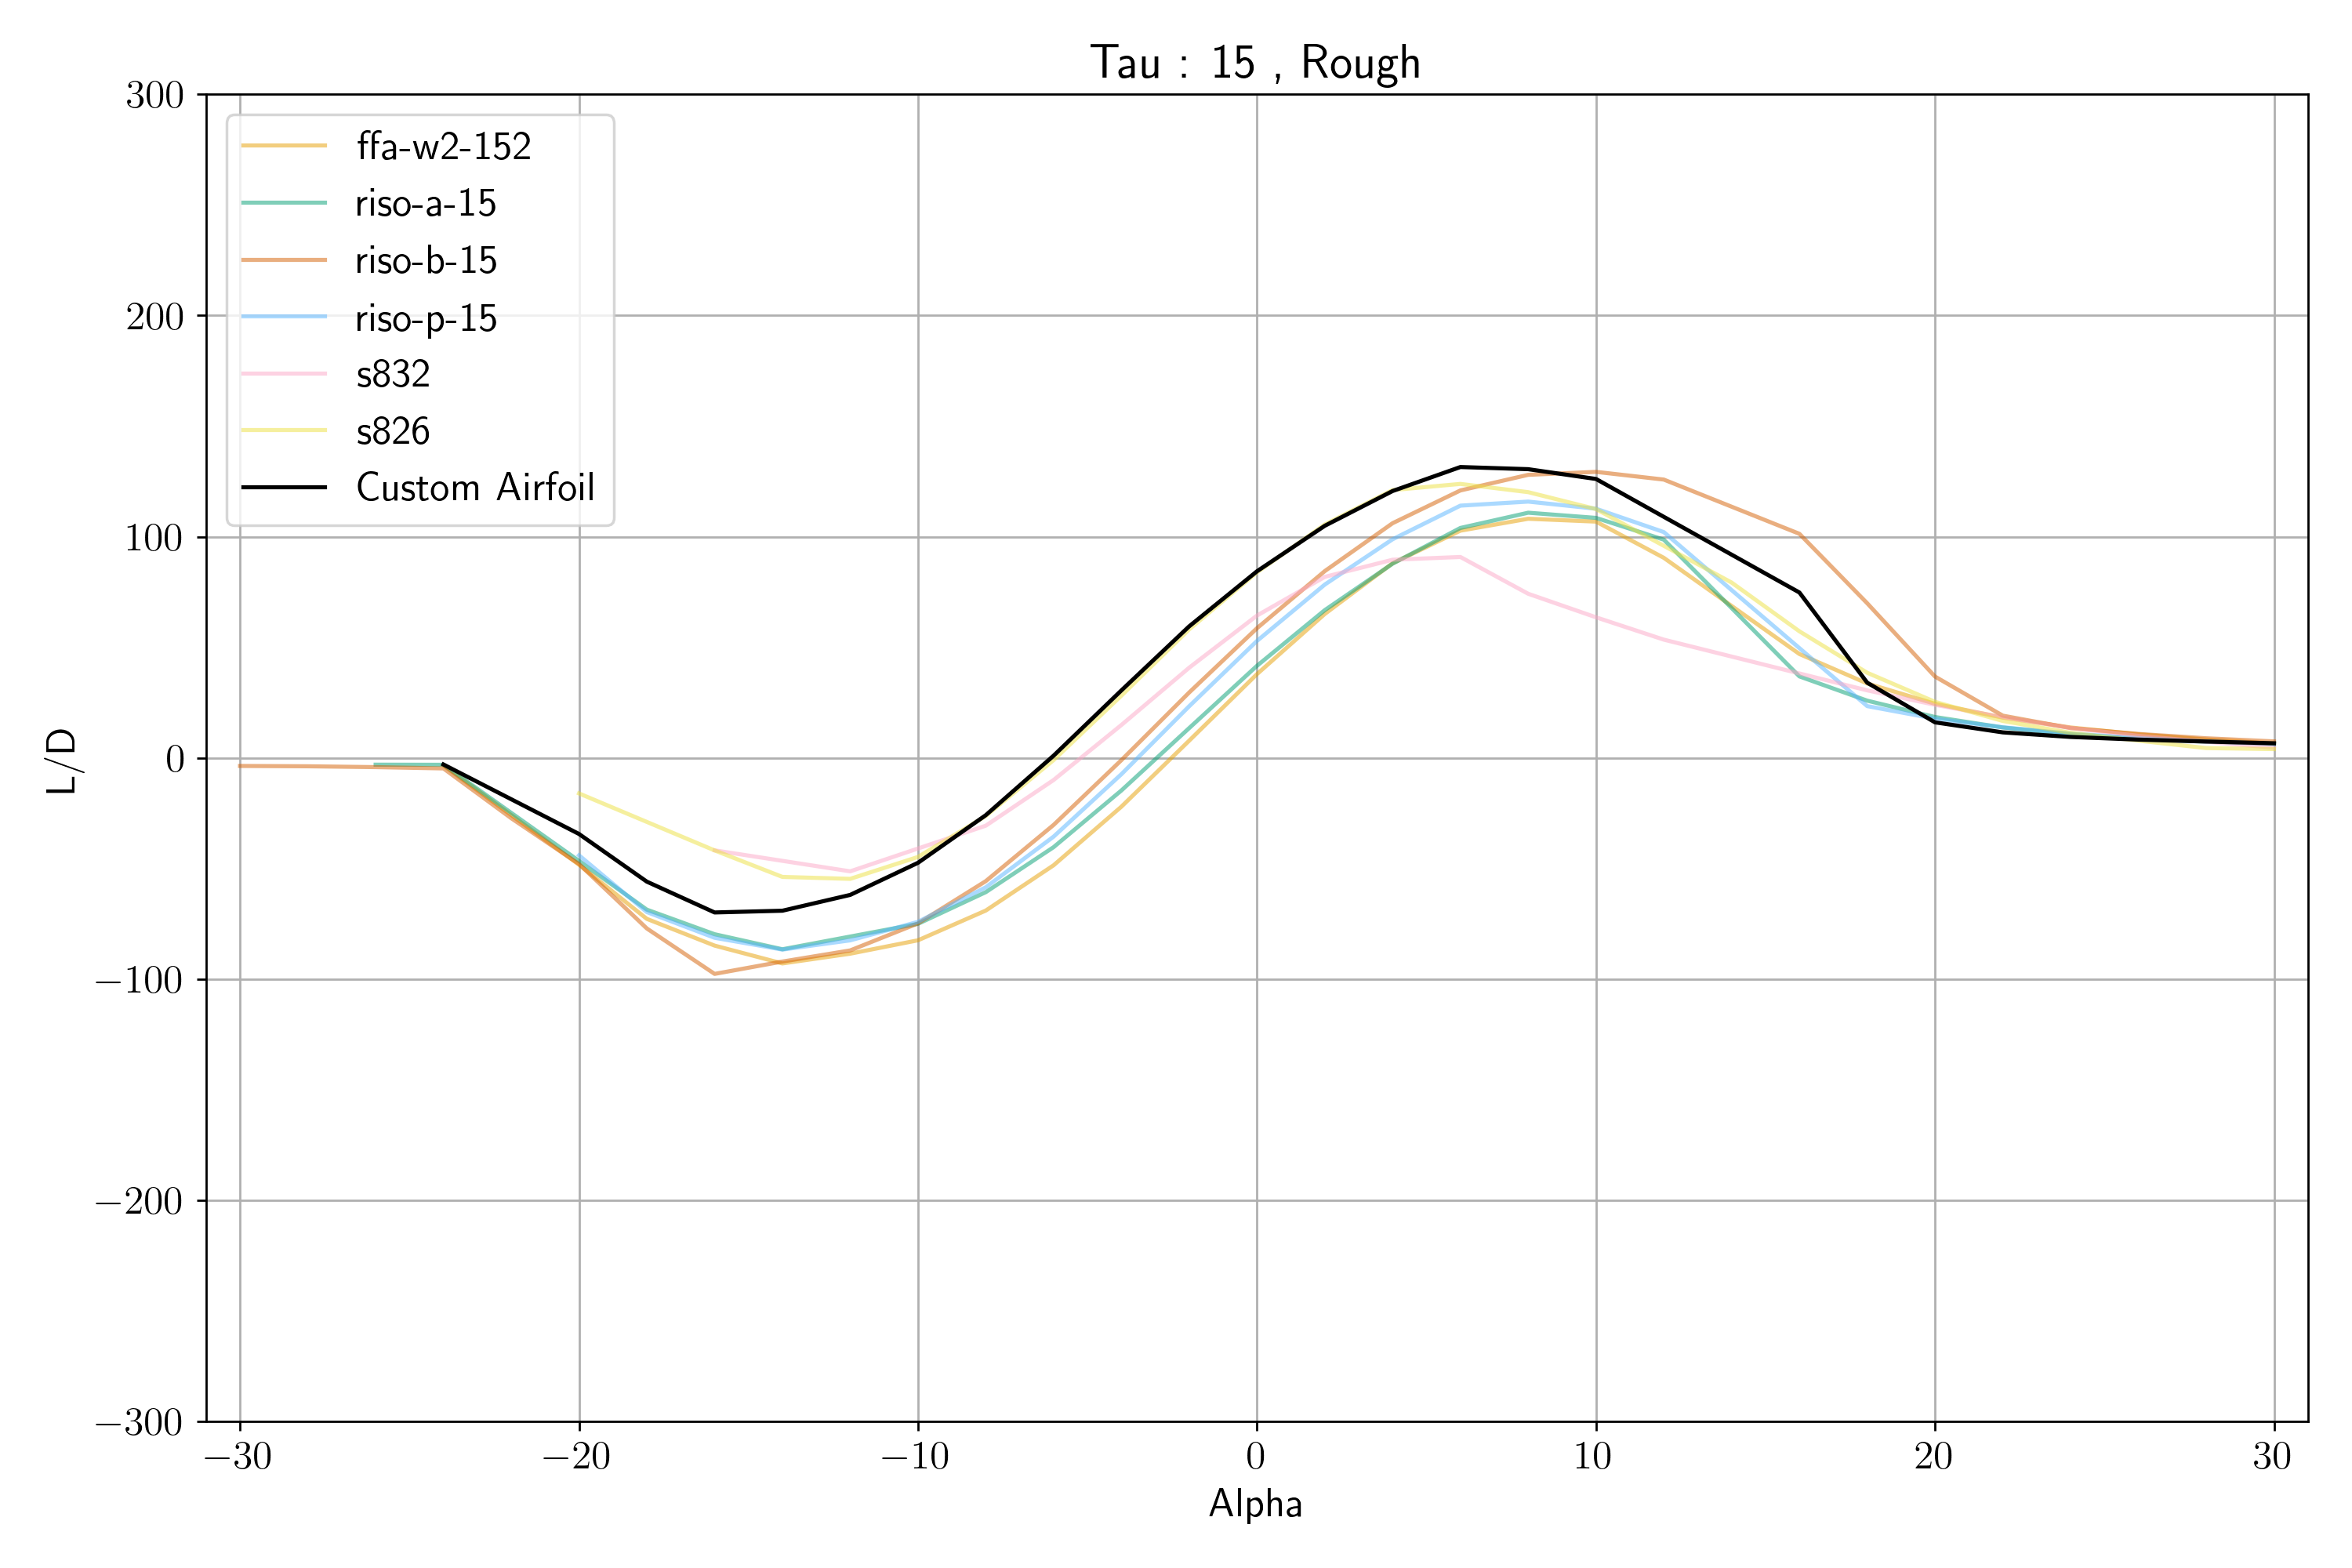 Tau : 15 , Rough
300
200
100
0
−100
−200
−300
L/D
ffa-w2-152
riso-a-15
riso-b-15
riso-p-15
s832
s826
Custom Airfoil
−30 −20 −10 0 10 20 30
Alpha